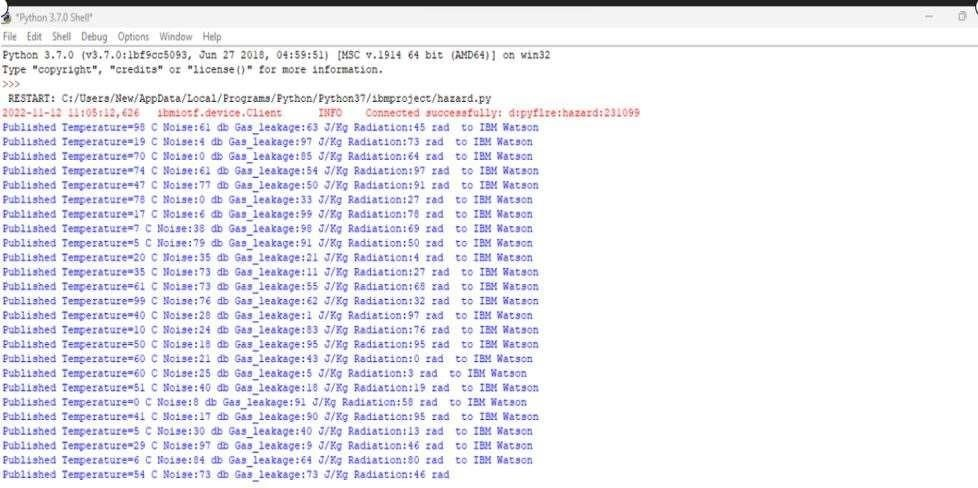 *Python 3.7.0 Shell*
File Edit Shell Debug Options Window Help
Python 3.7.0 (v3.7.0:1bf9cc5093, Jun 27 2018, 04:59:51) [MSC v.1914 64 bit (AMD64)] on win32
Type "copyright", "credits" or "license()" for more information.
>>>
RESTART: C:/Users/New/AppData/Local/Programs/Python/Python37/ibmproject/hazard.py
2022-11-12 11:05:12,626 ibmiotf.device.Client INFO Connected successfully: d:pyf1re:hazard:231099
Published Temperature=98 C Noise:61 db Gas_leakage:63 J/Kg Radiation:45 rad to IBM Watson
Published Temperature=19 C Noise:4 db Gas_leakage:97 J/Kg Radiation:73 rad to IBM Watson
Published Temperature=70 C Noise:0 db Gas_leakage:85 J/Kg Radiation:64 rad to IBM Watson
Published Temperature=74 C Noise:61 db Gas_leakage:54 J/Kg Radiation:97 rad to IBM Watson
Published Temperature=47 C Noise:77 db Gas_leakage:50 J/Kg Radiation:91 rad to IBM Watson
Published Temperature=78 C Noise:0 db Gas_leakage:33 J/Kg Radiation:27 rad to IBM Watson
Published Temperature=17 C Noise:6 db Gas_leakage:99 J/Kg Radiation:78 rad to IBM Watson
Published Temperature=7 C Noise:38 db Gas_leakage:98 J/Kg Radiation:69 rad to IBM Watson
Published Temperature=5 C Noise:79 db Gas_leakage:91 J/Kg Radiation:50 rad to IBM Watson
Published Temperature=20 C Noise:35 db Gas_leakage:21 J/Kg Radiation:4 rad to IBM Watson
Published Temperature=35 C Noise:73 db Gas_leakage:11 J/Kg Radiation:27 rad to IBM Watson
Published Temperature=61 C Noise:73 db Gas_leakage:55 J/Kg Radiation:68 rad to IBM Watson
Published Temperature=99 C Noise:76 db Gas_leakage:62 J/Kg Radiation:32 rad to IBM Watson
Published Temperature=40 C Noise:28 db Gas_leakage:1 J/Kg Radiation:97 rad to IBM Watson
Published Temperature=10 C Noise:24 db Gas_leakage:83 J/Kg Radiation:76 rad to IBM Watson
Published Temperature=50 C Noise:18 db Gas_leakage:95 J/Kg Radiation:95 rad to IBM Watson
Published Temperature=60 C Noise:21 db Gas_leakage:43 J/Kg Radiation:0 rad to IBM Watson
Published Temperature=60 C Noise:25 db Gas_leakage:5 J/Kg Radiation:3 rad to IBM Watson
Published Temperature=51 C Noise:40 db Gas_leakage:18 J/Kg Radiation:19 rad to IBM Watson
Published Temperature=0 C Noise:8 db Gas_leakage:91 J/Kg Radiation:58 rad to IBM Watson
Published Temperature=41 C Noise:17 db Gas_leakage:90 J/Kg Radiation:95 rad to IBM Watson
Published Temperature=5 C Noise:30 db Gas_leakage:40 J/Kg Radiation:13 rad to IBM Watson
Published Temperature=29 C Noise:97 db Gas_leakage:9 J/Kg Radiation:46 rad to IBM Watson
Published Temperature=6 C Noise:84 db Gas_leakage:64 J/Kg Radiation:80 rad to IBM Watson
Published Temperature=54 C Noise:73 db Gas_leakage:73 J/Kg Radiation:46 rad